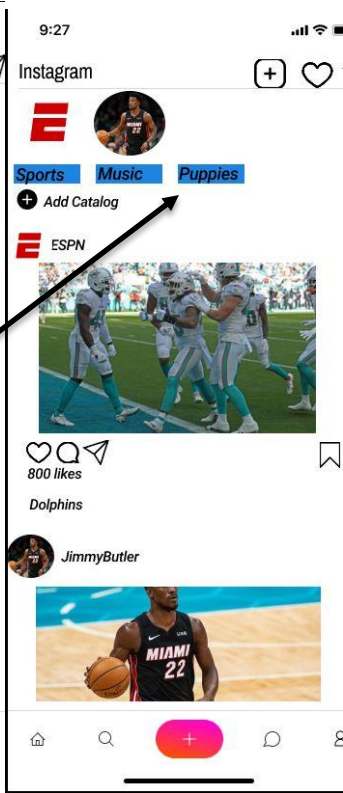 9:27
Instagram
Sports Music Puppies
Add Catalog
ESPN
800 likes
Dolphins
JimmyButler
MIAMI
22